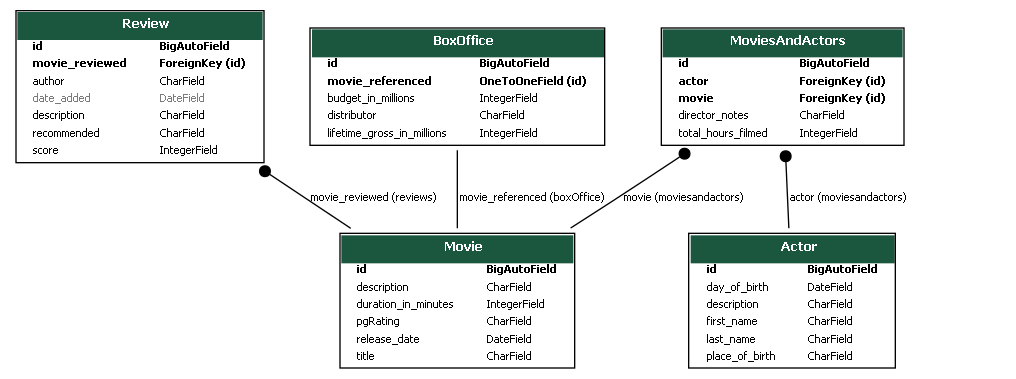 Review
id BigAutoField
movie_reviewed ForeignKey (id)
author CharField
date_added DateField
description CharField
recommended CharField
score IntegerField
BoxOffice
id BigAutoField
movie_referenced OneToOneField (id)
budget_in_millions IntegerField
distributor CharField
lifetime_gross_in_millions IntegerField
MoviesAndActors
id BigAutoField
actor ForeignKey (id)
movie ForeignKey (id)
director_notes CharField
total_hours_filmed IntegerField
movie_reviewed (reviews)
movie_referenced (boxOffice)
movie (moviesandactors)
actor (moviesandactors)
Movie
id BigAutoField
description CharField
duration_in_minutes IntegerField
pgRating CharField
release_date DateField
title CharField
Actor
id BigAutoField
day_of_birth DateField
description CharField
first_name CharField
last_name CharField
place_of_birth CharField